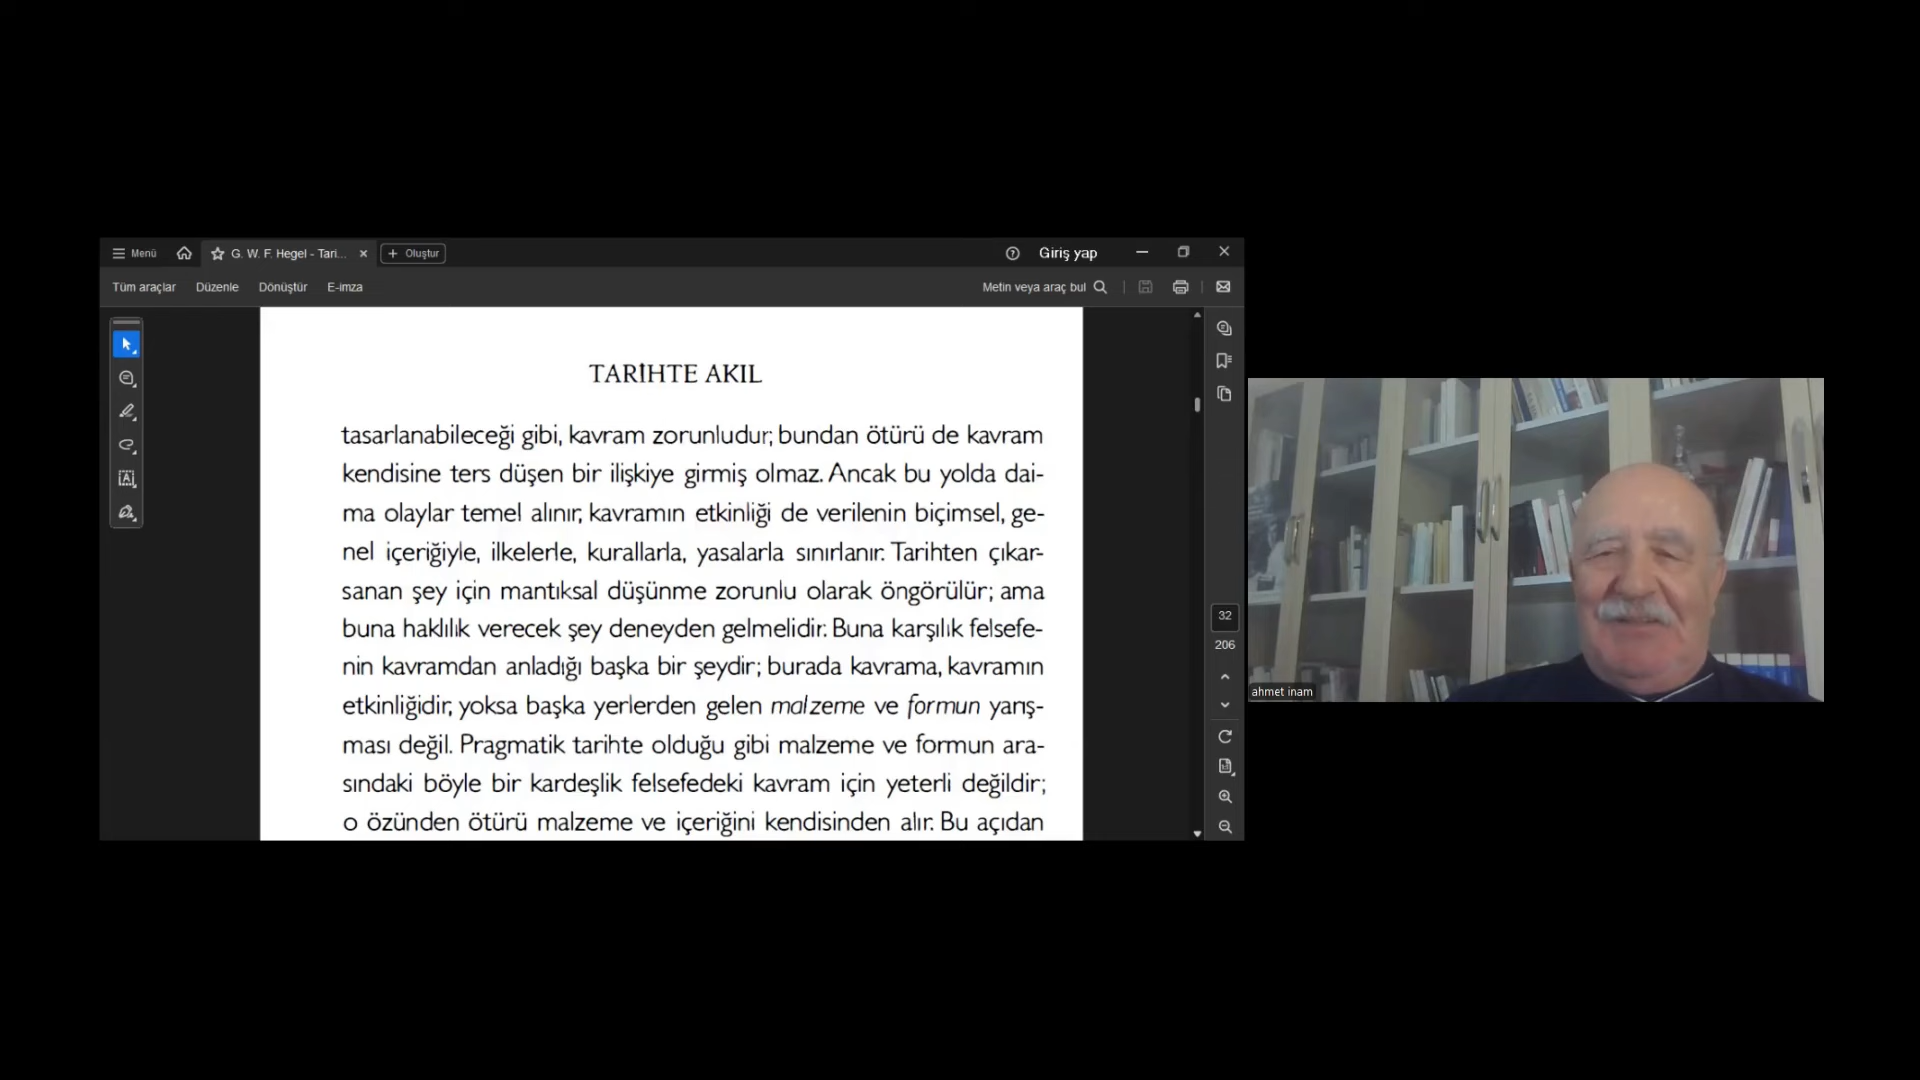 Menü
G. W. F. Hegel - Tari...
Oluştur
Giriş yap
Tüm araçlar Düzenle Dönüştür E-imza
Metin veya araç bul
TARİHTE AKIL
tasarlanabileceği gibi, kavram zorunludur; bundan ötürü de kavram
kendisine ters düşen bir ilişkiye girmiş olmaz. Ancak bu yolda dai-
ma olaylar temel alınır, kavramın etkinliği de verilenin biçimsel, ge-
nel içeriğiyle, ilkelerle, kurallarla, yasalarla sınırlanır. Tarihten çıkar-
sanan şey için mantıksal düşünme zorunlu olarak öngörülür; ama
buna haklılık verecek şey deneyden gelmelidir. Buna karşılık felsefe-
nin kavramdan anladığı başka bir şeydir; burada kavrama, kavramın
etkinliğidir, yoksa başka yerlerden gelen malzeme ve formun yarış-
ması değil. Pragmatik tarihte olduğu gibi malzeme ve formun ara-
sındaki böyle bir kardeşlik felsefedeki kavram için yeterli değildir;
o özünden ötürü malzeme ve içeriğini kendisinden alır. Bu açıdan
32
206
ahmet inam